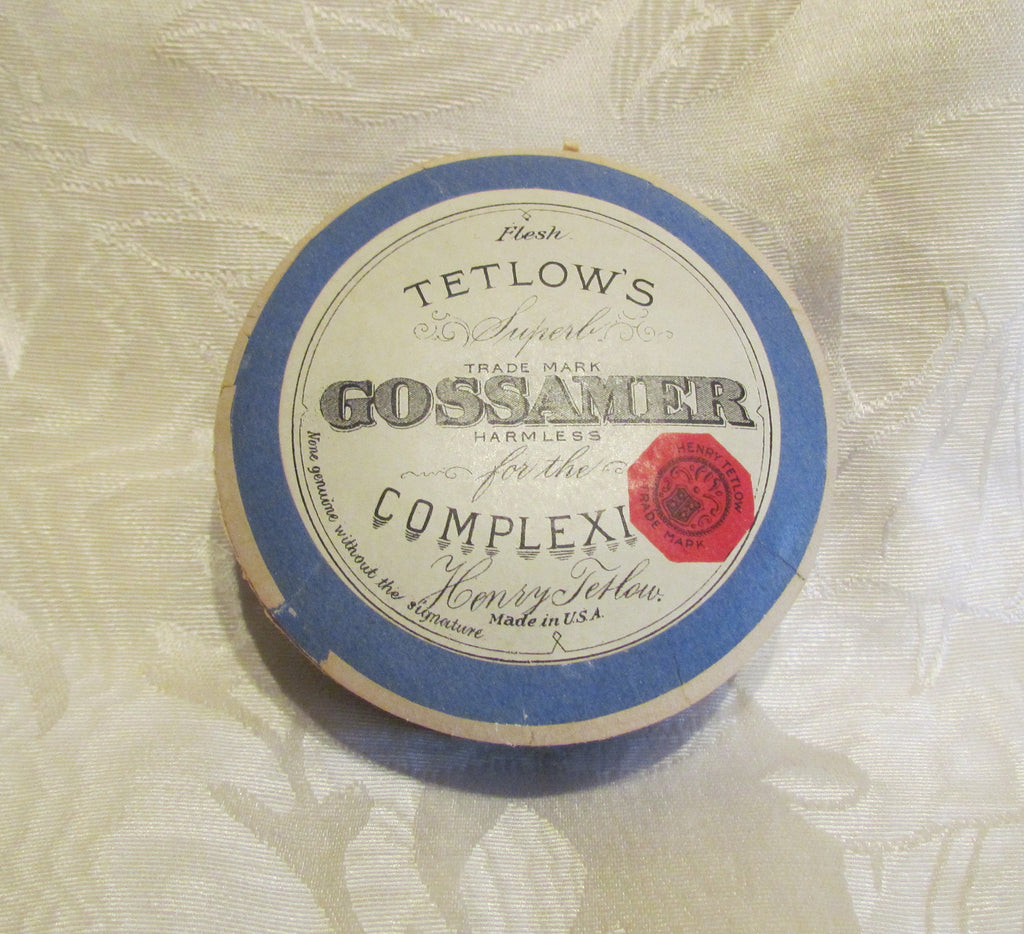 Flesh
TETLOW'S
Superb
TRADE MARK
GOSSAMER
HARMLESS
for the
COMPLEXI
Henry Tetlow.
Made in U.S.A.
None genuine without the signature
HENRY TETLOW
TRADE MARK